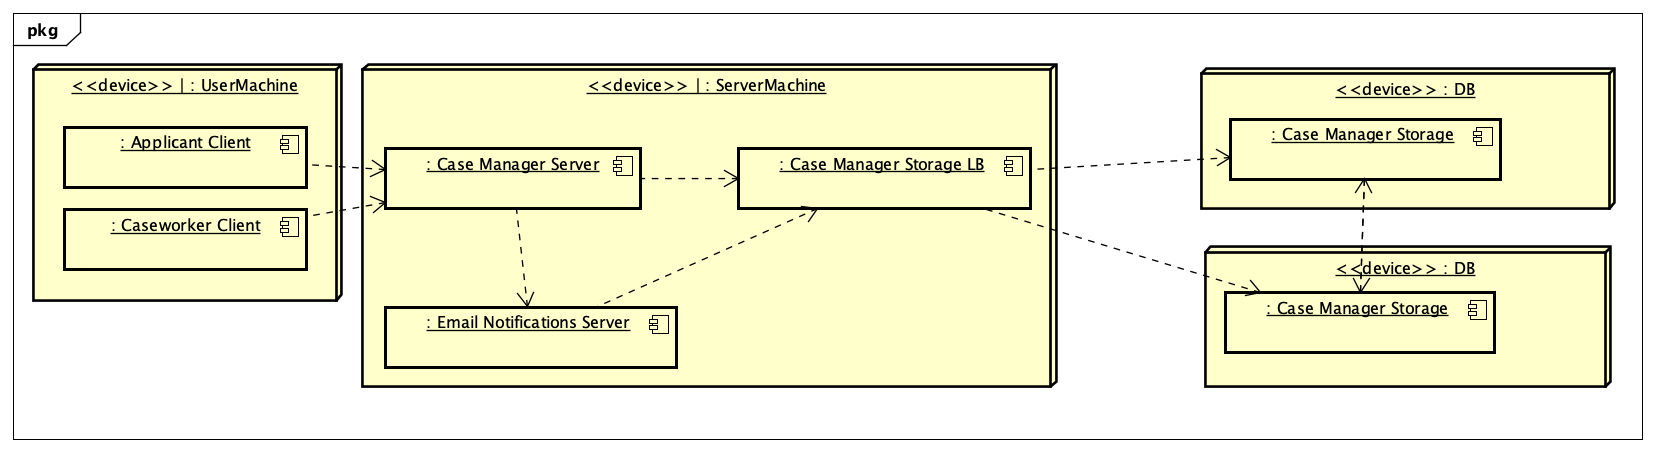 pkg
<<device>> | : UserMachine
: Applicant Client
: Caseworker Client
<<device>> | : ServerMachine
: Case Manager Server
: Case Manager Storage LB
: Email Notifications Server
<<device>> : DB
: Case Manager Storage
<<device>> : DB
: Case Manager Storage